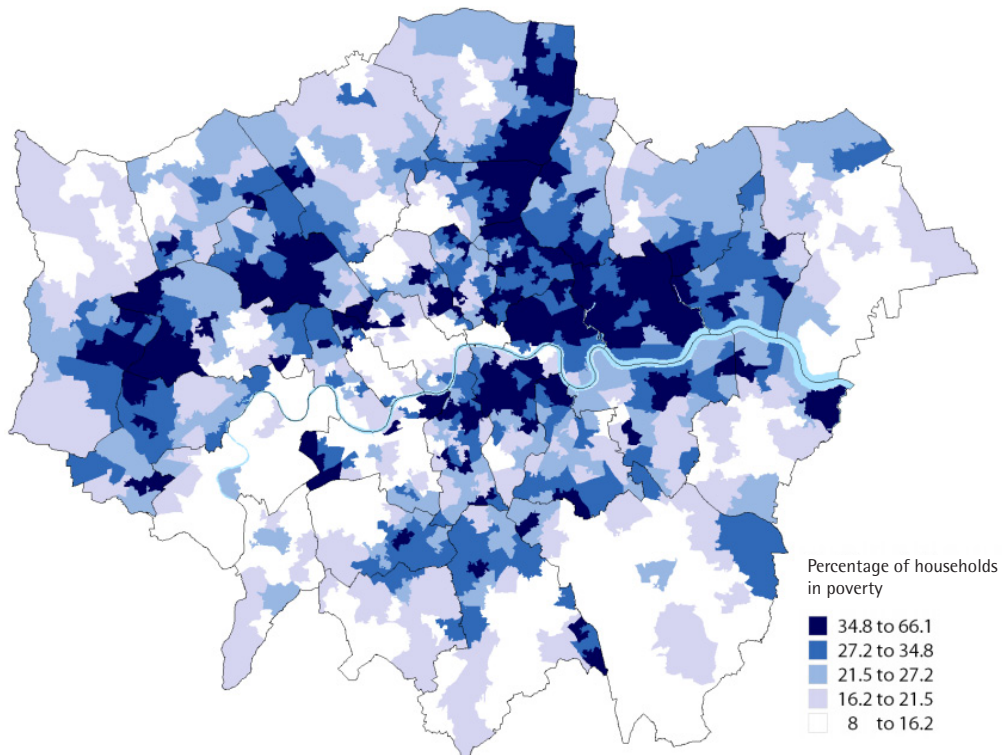 Percentage of households
in poverty
34.8 to 66.1
27.2 to 34.8
21.5 to 27.2
16.2 to 21.5
8 to 16.2